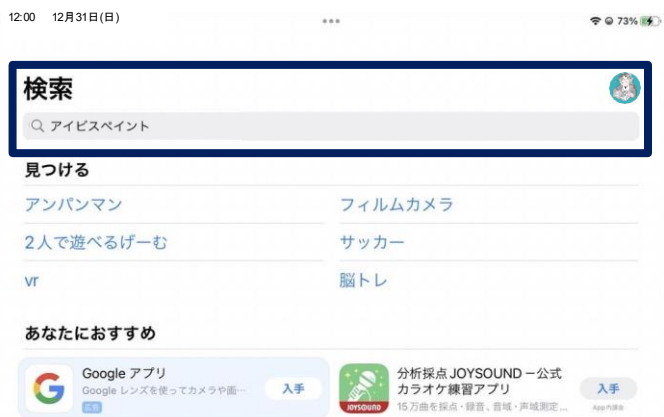 12:00 12月31日(日)
73%
検索
アイビスペイント
見つける
アンパンマン
フィルムカメラ
2人で遊べるげーむ
サッカー
vr
脳トレ
あなたにおすすめ
Google アプリ
Google レンズを使ってカメラや画…
広告
入手
分析採点 JOYSOUND －公式
カラオケ練習アプリ
15万曲を採点・録音、音域・声域測定...
入手
App内課金
JOYSOUND